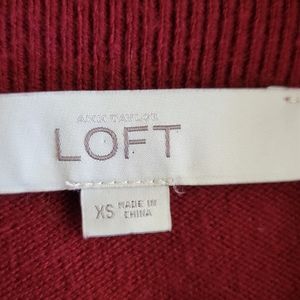 ANN TAYLOR
LOFT
XS MADE IN
CHINA